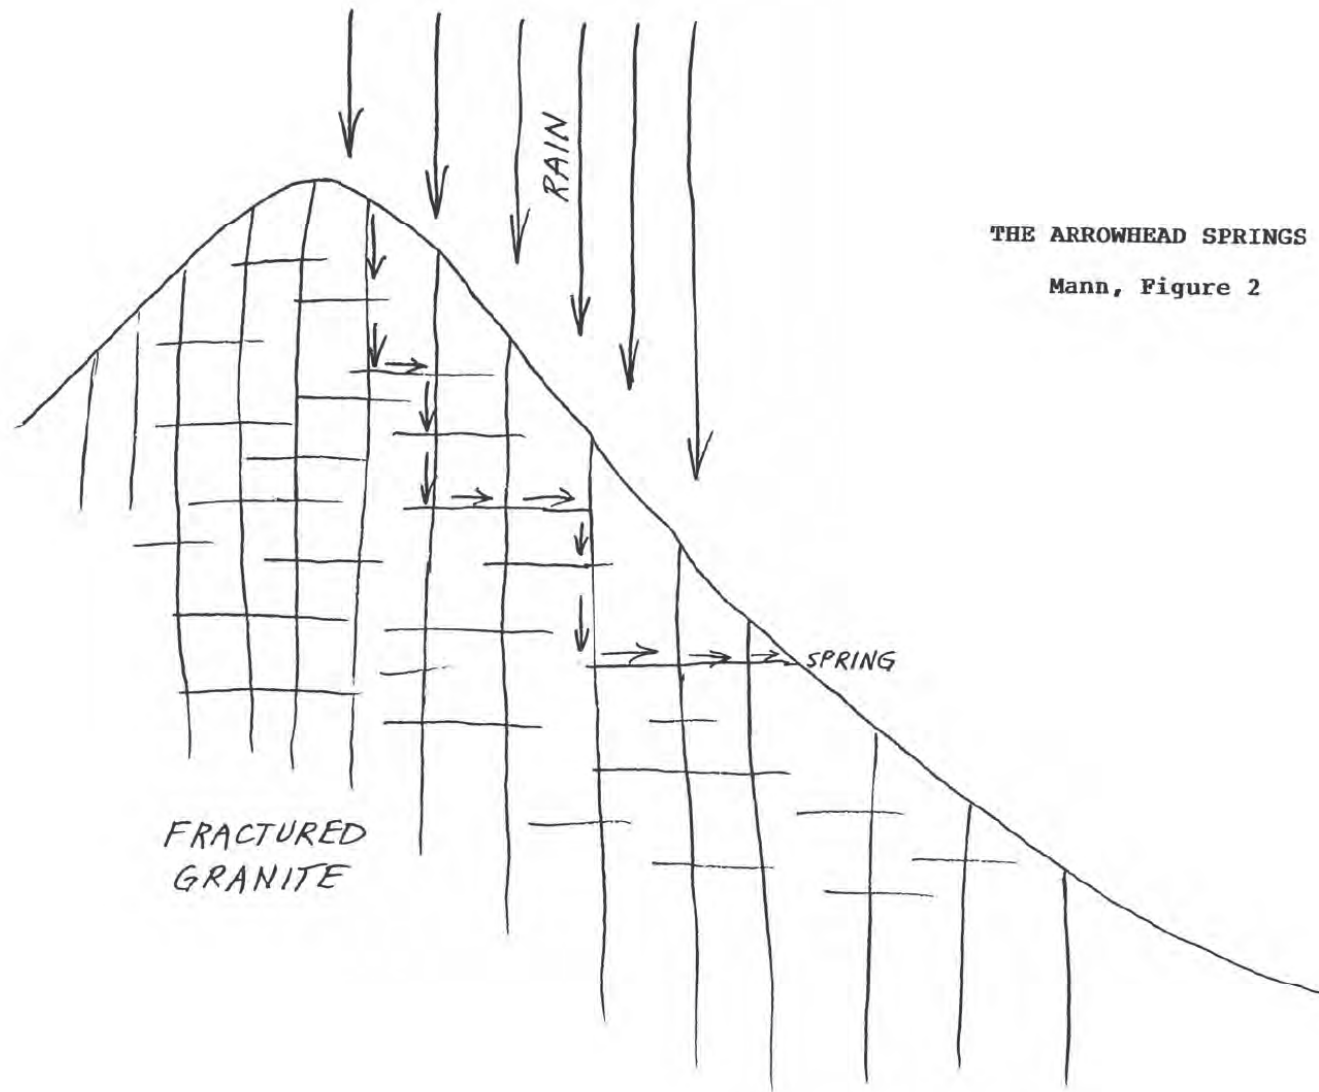 RAIN
THE ARROWHEAD SPRINGS
Mann, Figure 2
SPRING
FRACTURED
GRANITE